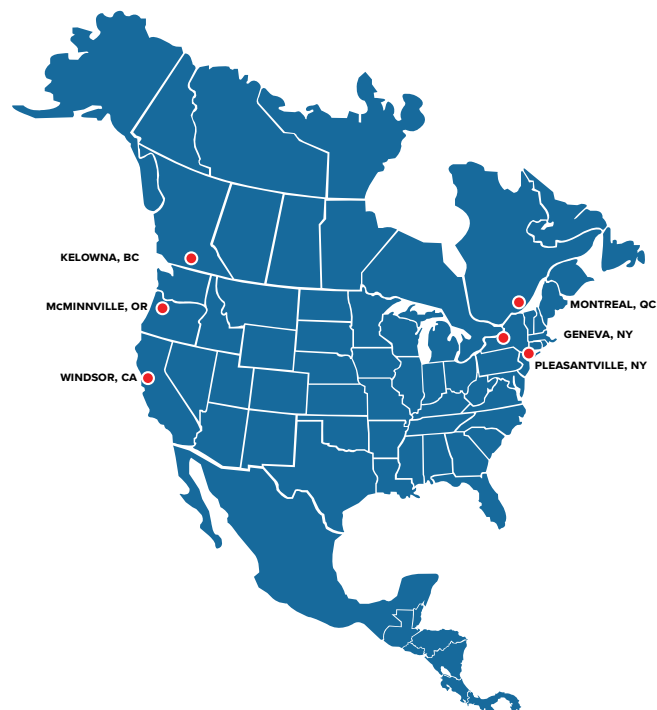 KELOWNA, BC
McMINNVILLE, OR
MONTREAL, QC
GENEVA, NY
PLEASANTVILLE, NY
WINDSOR, CA